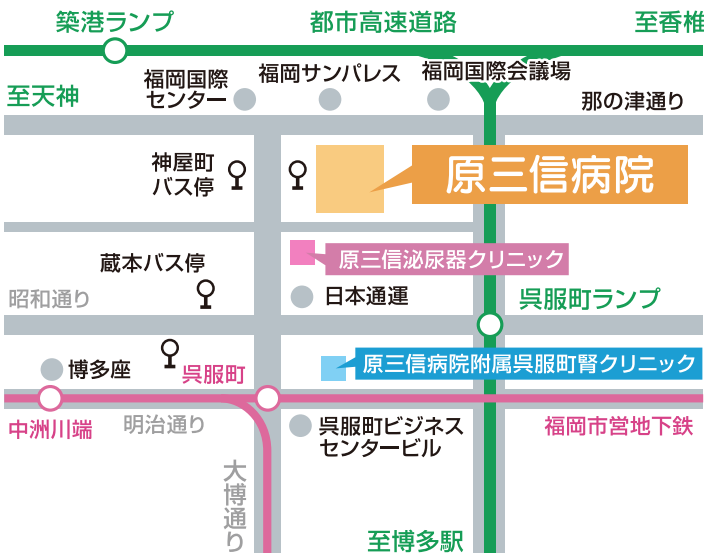 築港ランプ
都市高速道路
至香椎
至天神
福岡国際
センター
福岡サンパレス
福岡国際会議場
那の津通り
神屋町
バス停
原三信病院
蔵本バス停
原三信泌尿器クリニック
日本通運
昭和通り
呉服町ランプ
博多座
呉服町
原三信病院附属呉服町腎クリニック
中洲川端
明治通り
呉服町ビジネス
センタービル
福岡市営地下鉄
大博通り
至博多駅